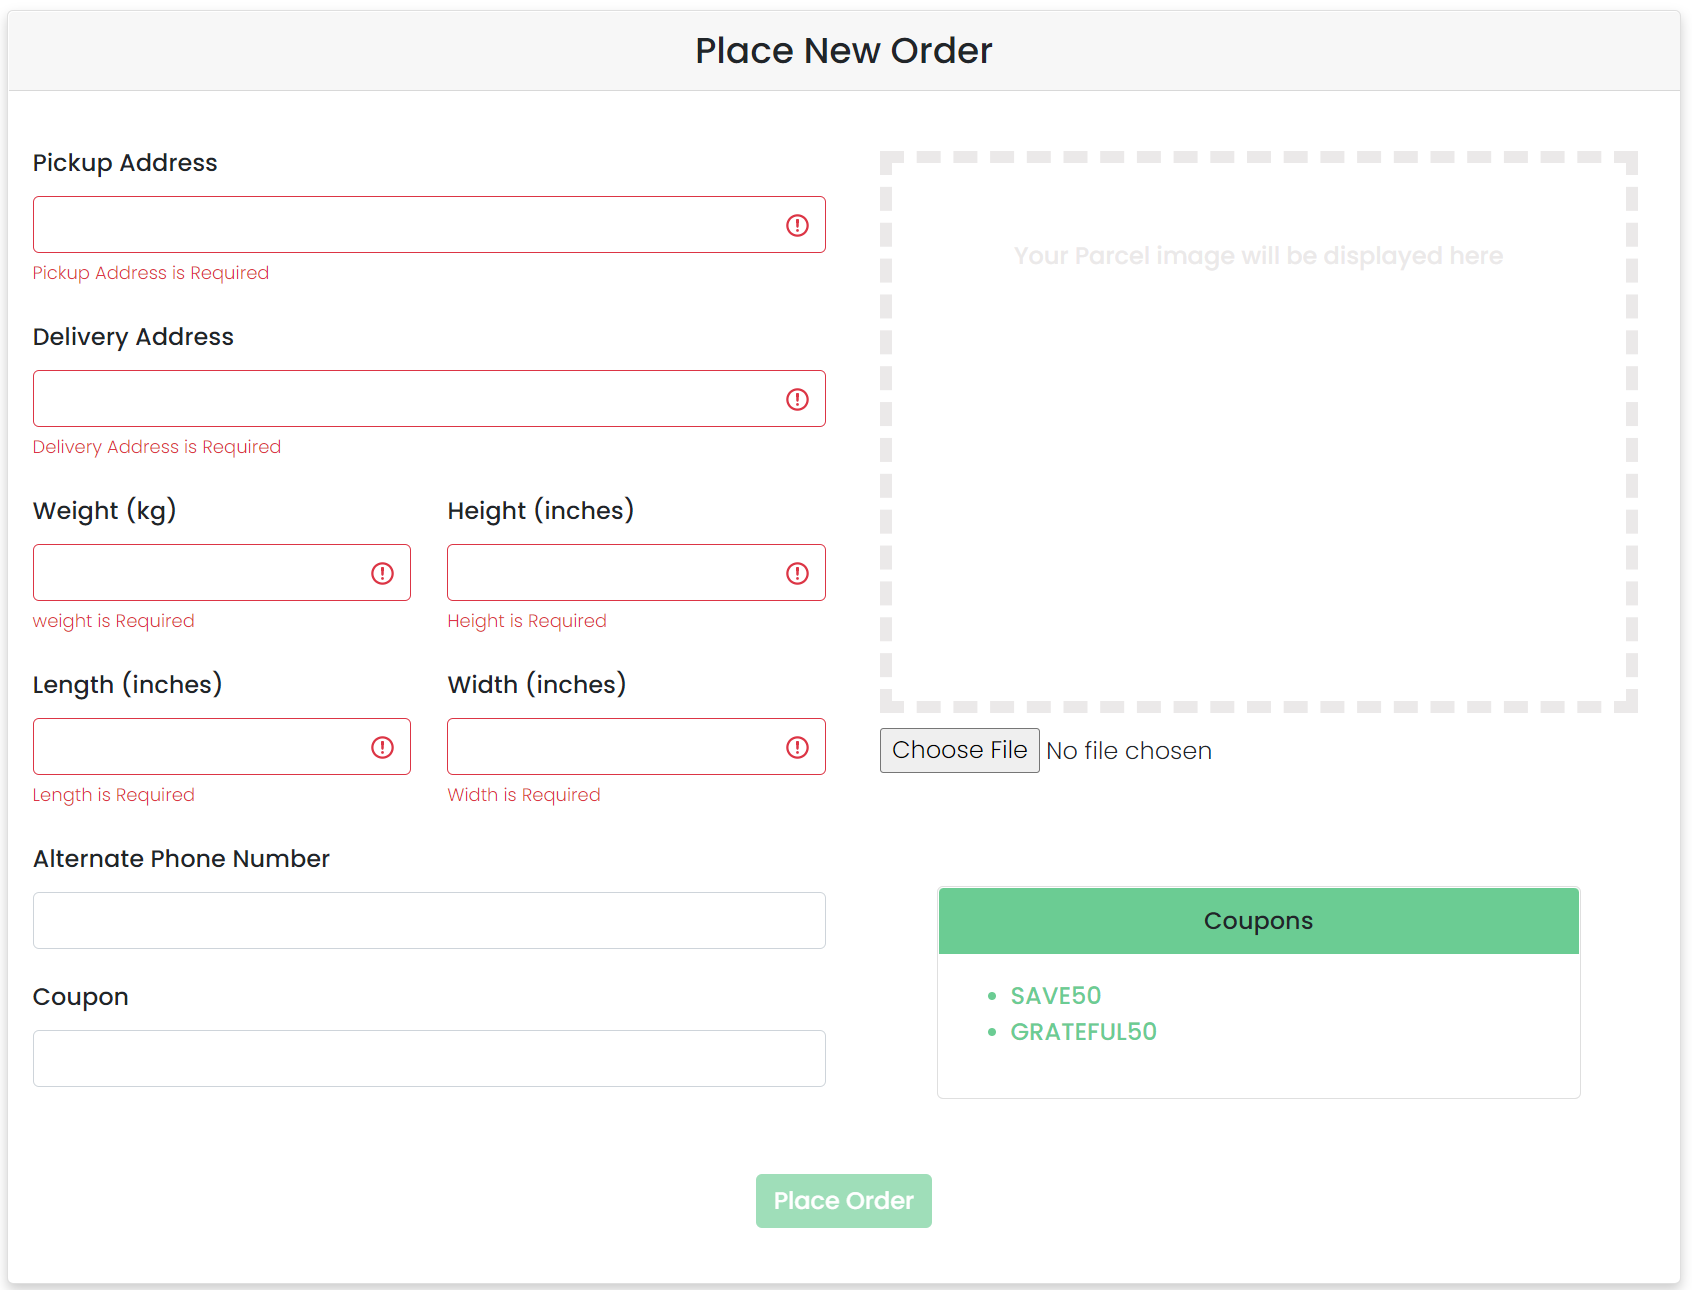 Place New Order
Pickup Address
Pickup Address is Required
Delivery Address
Delivery Address is Required
Weight (kg)
Height (inches)
weight is Required
Height is Required
Length (inches)
Width (inches)
Length is Required
Width is Required
Alternate Phone Number
Coupon
Your Parcel image will be displayed here
Choose File No file chosen
Coupons
SAVE50
GRATEFUL50
Place Order